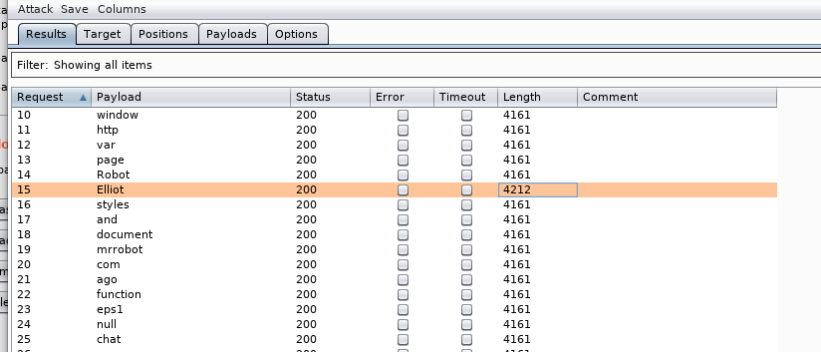 Attack Save Columns
Results Target Positions Payloads Options
Filter: Showing all items
Request Payload Status Error Timeout Length Comment
10 window 200 4161
11 http 200 4161
12 var 200 4161
13 page 200 4161
14 Robot 200 4161
15 Elliot 200 4212
16 styles 200 4161
17 and 200 4161
18 document 200 4161
19 mrrobot 200 4161
20 com 200 4161
21 ago 200 4161
22 function 200 4161
23 eps1 200 4161
24 null 200 4161
25 chat 200 4161